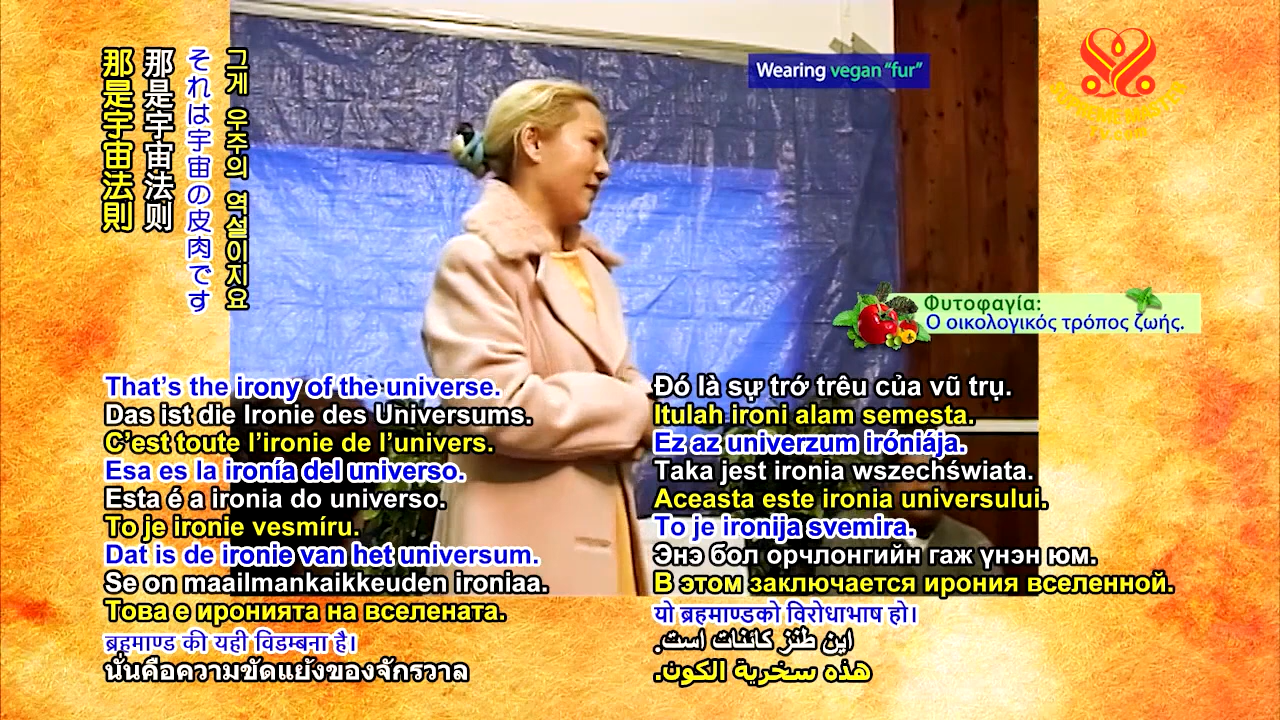 Wearing vegan “fur”
SUPREME MASTER
TV.com
그게 우주의 역설이지요
それは宇宙の皮肉です
那是宇宙法则
那是宇宙法則
Φυτοφαγία:
Ο οικολογικός τρόπος ζωής.
That’s the irony of the universe.
Das ist die Ironie des Universums.
C’est toute l’ironie de l’univers.
Esa es la ironía del universo.
Esta é a ironia do universo.
To je ironie vesmíru.
Dat is de ironie van het universum.
Se on maailmankaikkeuden ironiaa.
Това е иронията на вселената.
ब्रहमाण्ड की यही विडम्बना है।
นั่นคือความขัดแย้งของจักรวาล
Đó là sự trớ trêu của vũ trụ.
Itulah ironi alam semesta.
Ez az univerzum iróniája.
Taka jest ironia wszechświata.
Aceasta este ironia universului.
To je ironija svemira.
Энэ бол орчлонгийн гаж үнэн юм.
В этом заключается ирония вселенной.
यो ब्रहमाण्डको विरोधाभाष हो।
این طنز کائنات است.
هذه سخرية الكون.